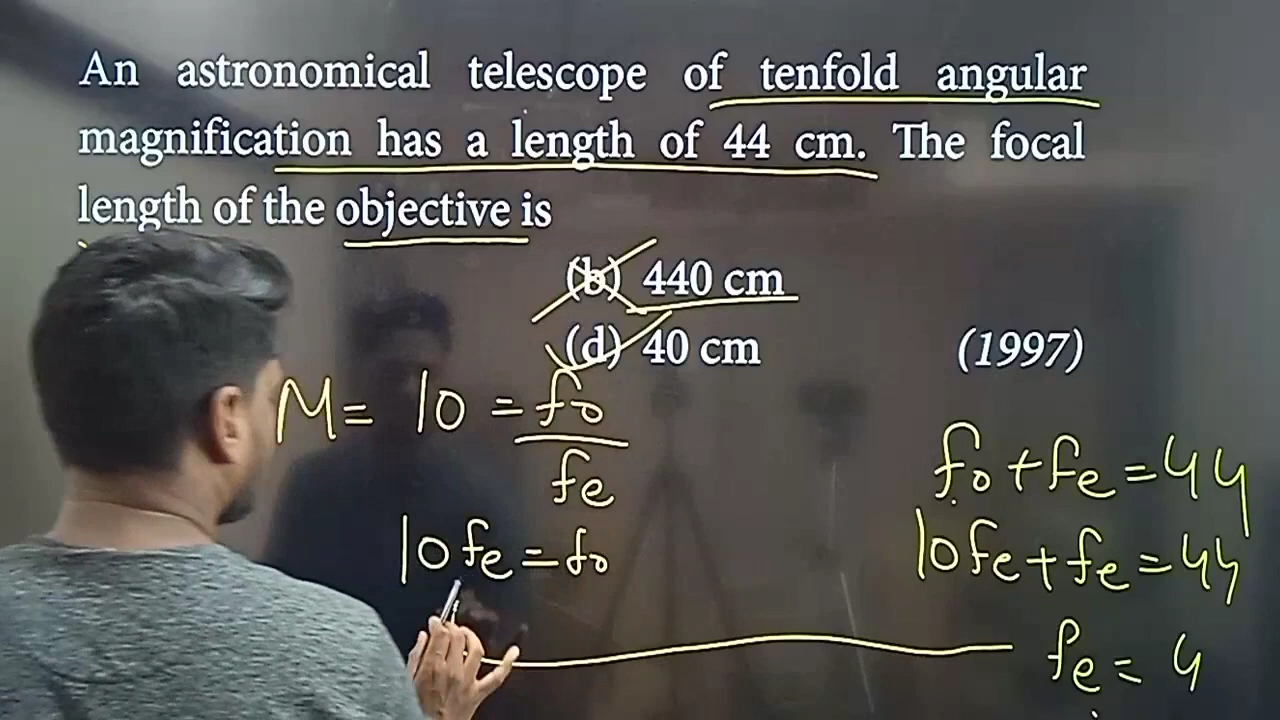 An astronomical telescope of tenfold angular
magnification has a length of 44 cm. The focal
length of the objective is
(b) 440 cm
(d) 40 cm (1997)
M = 10 = fo
fe
10fe = fo
fo + fe = 44
10fe + fe = 44
fe = 4